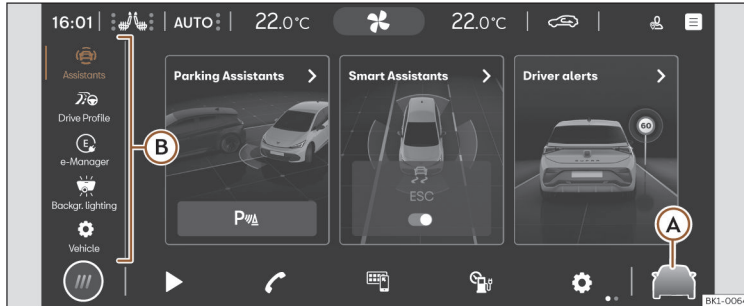 16:01 AUTO 22.0°C 22.0°C
Assistants
Drive Profile
E
e-Manager
Backgr. lighting
Vehicle
B
Parking Assistants
P
Smart Assistants
ESC
Driver alerts
60
A
BK1-0064